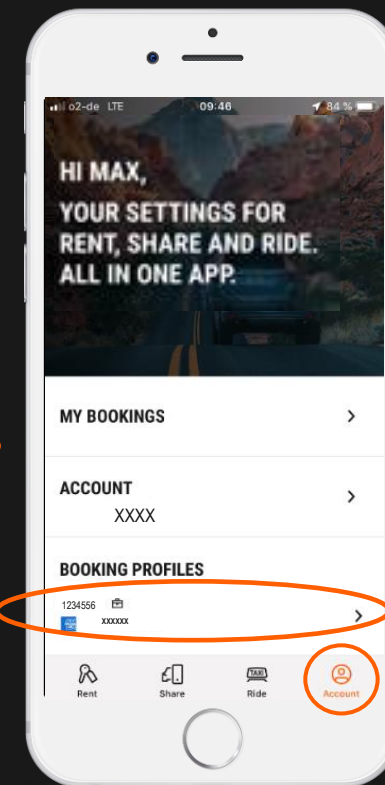 o2-de LTE 09:46 84 %
HI MAX,
YOUR SETTINGS FOR
RENT, SHARE AND RIDE.
ALL IN ONE APP.
MY BOOKINGS
ACCOUNT
XXXX
BOOKING PROFILES
1234556
xxxxxx
TAXI
Rent Share Ride Account